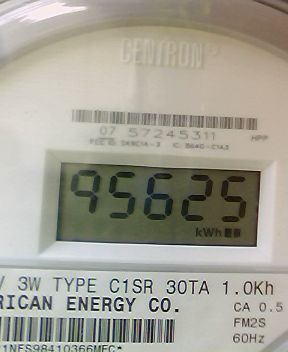 CENTRON
07 57245311
HPP
95625
kWh
3W TYPE C1SR 30TA 1.0Kh
RICAN ENERGY CO.
CA 0.5
FM2S
60Hz